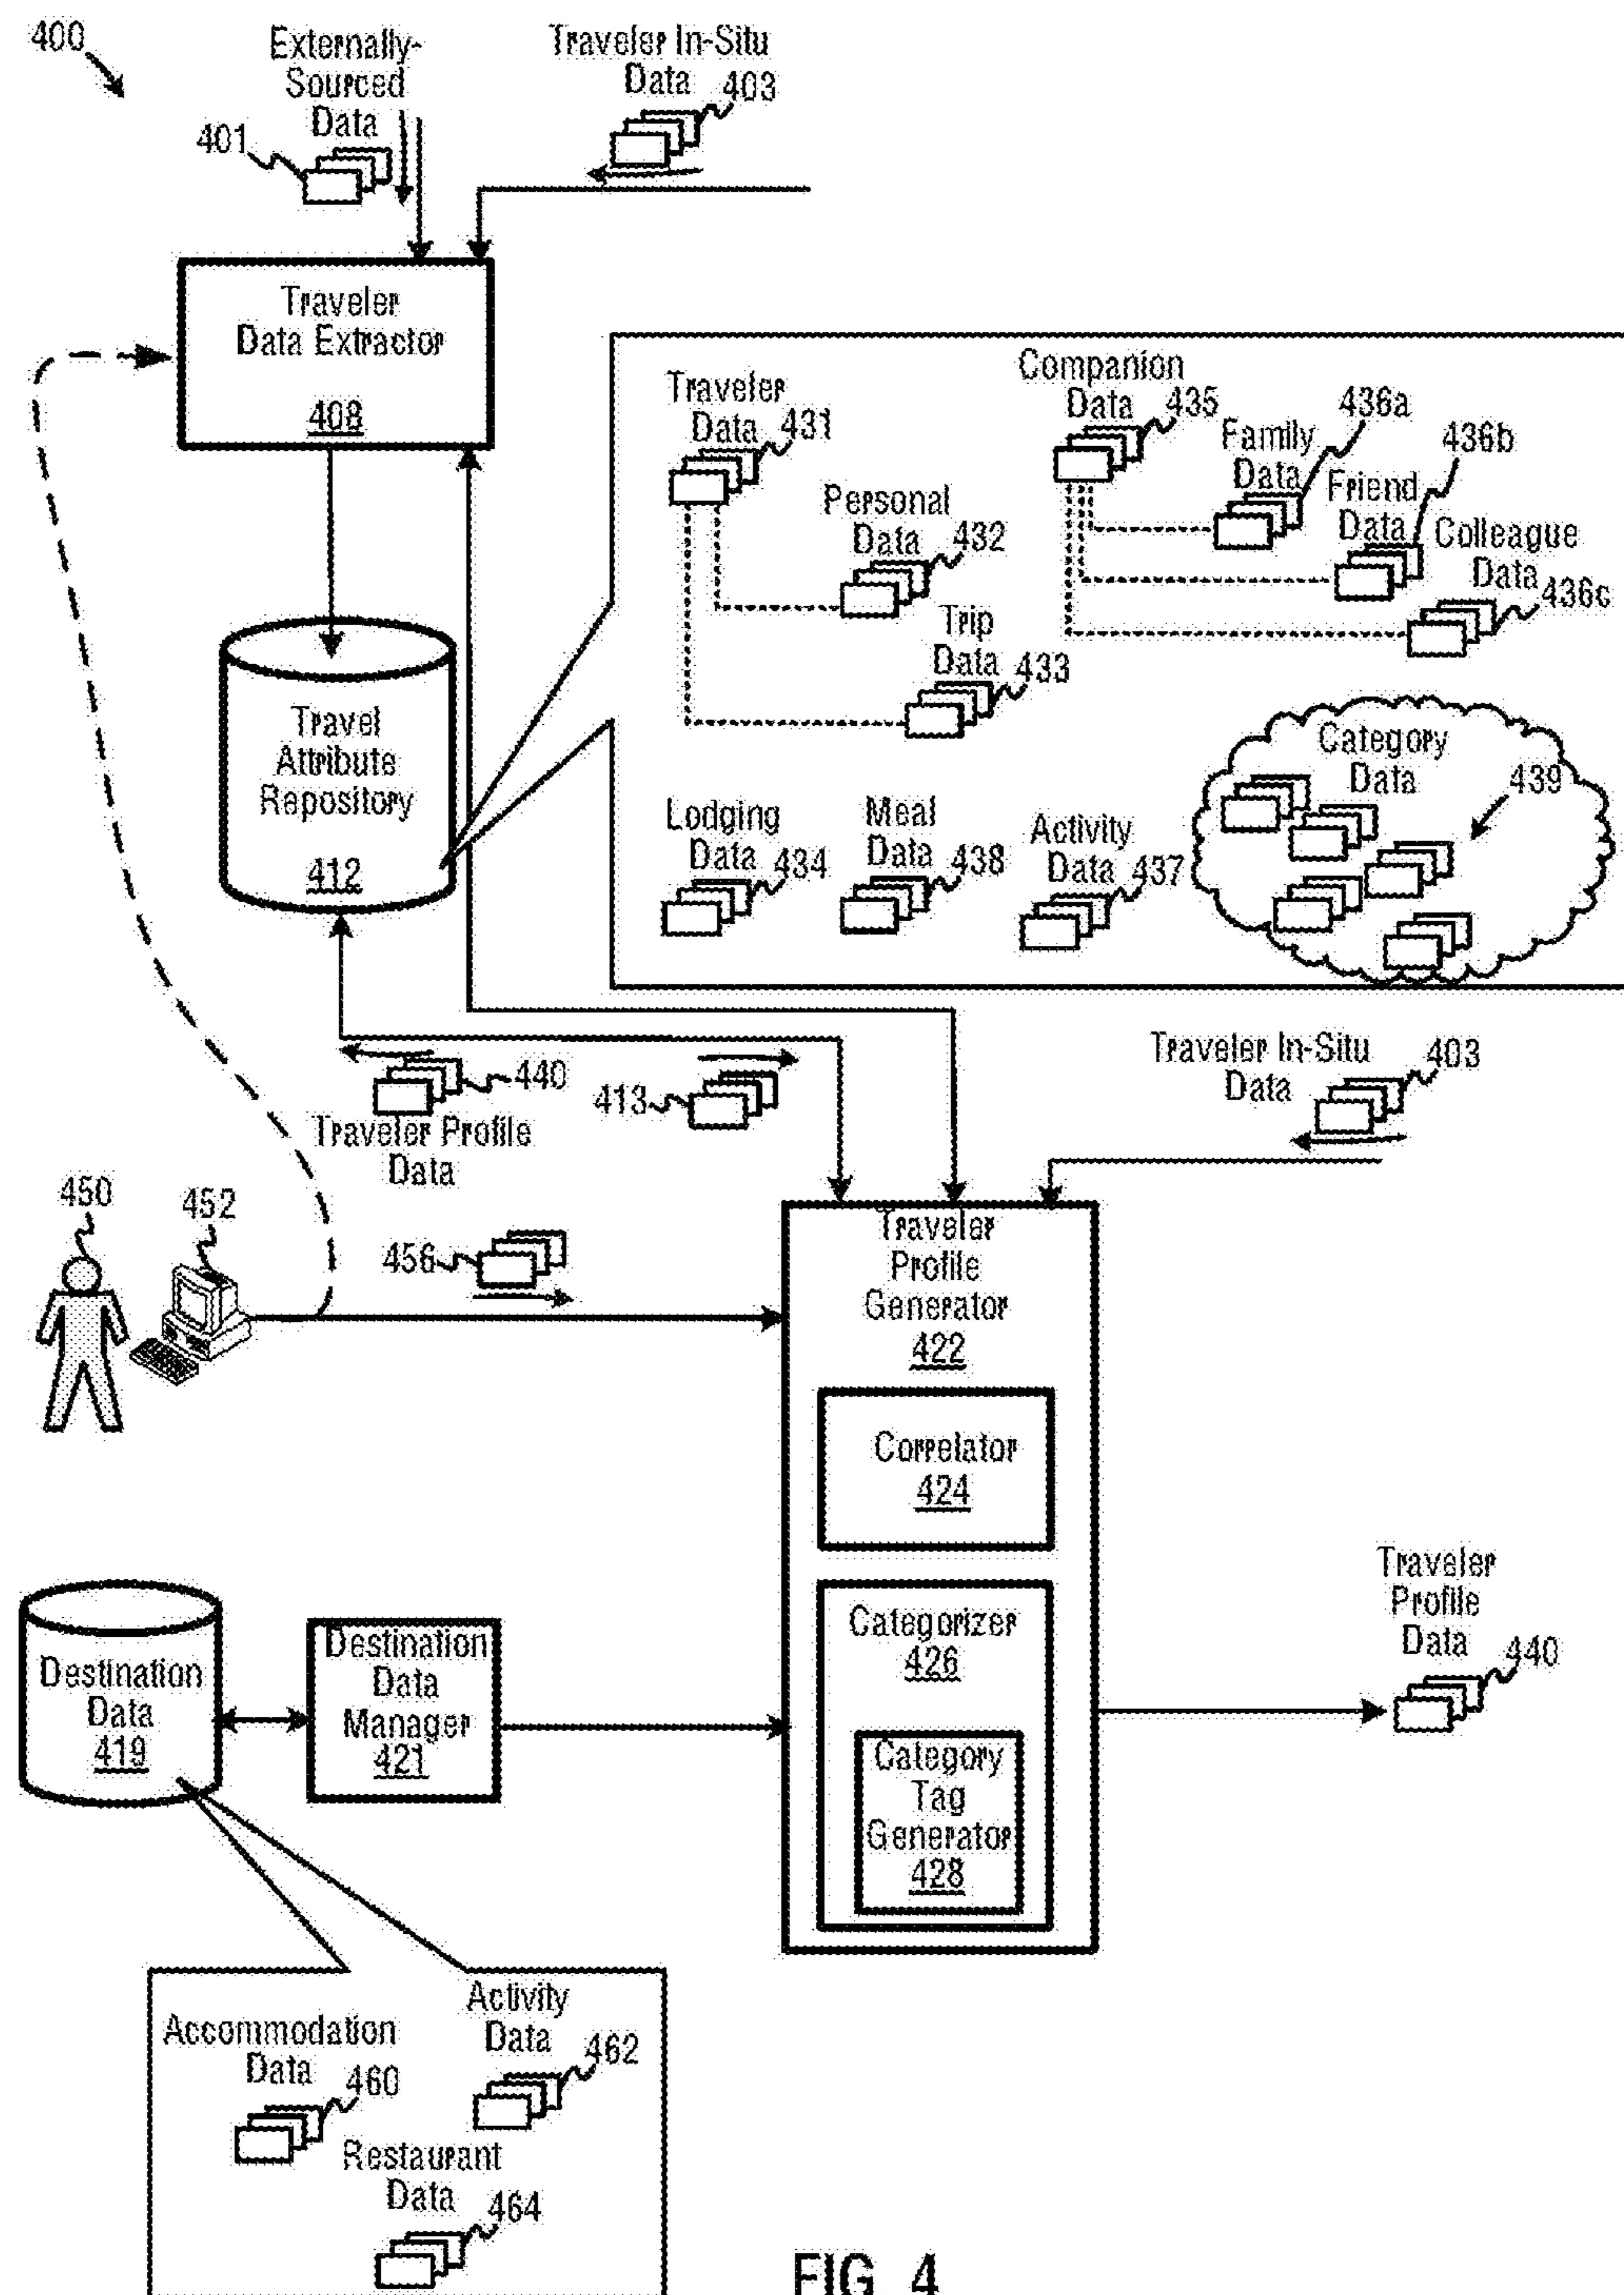 400
Externally-
Sourced
Data
401
Traveler In-Situ
Data
403
Traveler
Data Extractor
408
Traveler
Data
431
Personal
Data
432
Trip
Data
433
Companion
Data
435
Family
Data
436a
Friend
Data
436b
Colleague
Data
436c
Travel
Attribute
Repository
412
Lodging
Data
434
Meal
Data
438
Activity
Data
437
Category
Data
439
440
Traveler Profile
Data
413
Traveler In-Situ
Data
403
450
452
456
Traveler
Profile
Generator
422
Correlator
424
Categorizer
426
Category
Tag
Generator
428
Destination
Data
419
Destination
Data
Manager
421
Traveler
Profile
Data
440
Accommodation
Data
460
Activity
Data
462
Restaurant
Data
464
FIG. 4